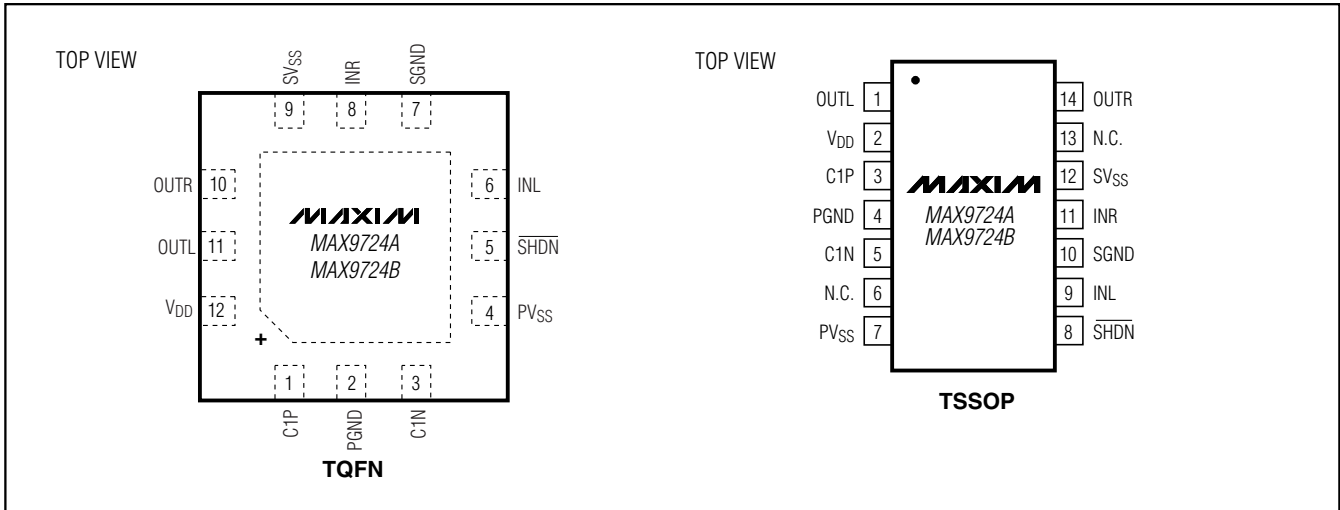 TOP VIEW
SVSS
INR
SGND
9
8
7
OUTR 10
6 INL
OUTL 11
5 SHDN
VDD 12
4 PVSS
MAXIM
MAX9724A
MAX9724B
+
1
2
3
C1P
PGND
C1N
TQFN
TOP VIEW
OUTL 1
14 OUTR
VDD 2
13 N.C.
C1P 3
12 SVSS
PGND 4
11 INR
C1N 5
10 SGND
N.C. 6
9 INL
PVSS 7
8 SHDN
MAXIM
MAX9724A
MAX9724B
TSSOP